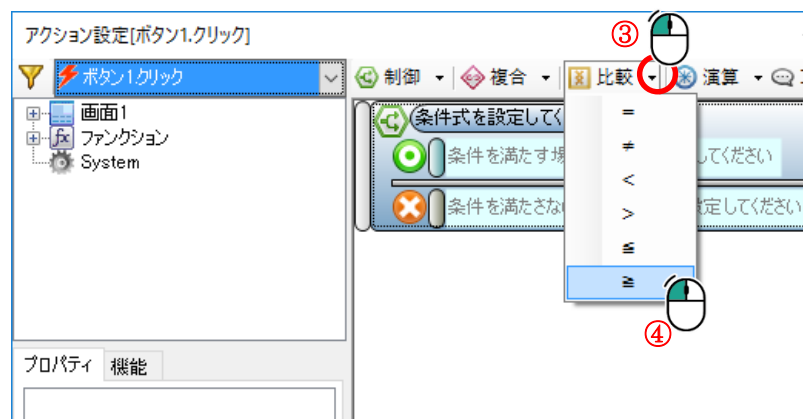 アクション設定[ボタン1.クリック]
③
ボタン1.クリック
制御 複合 比較 演算
画面1
ファンクション
System
条件式を設定してく
条件を満たす場 してください
条件を満たさな 定してください
=
≠
<
>
≦
≧
④
プロパティ 機能